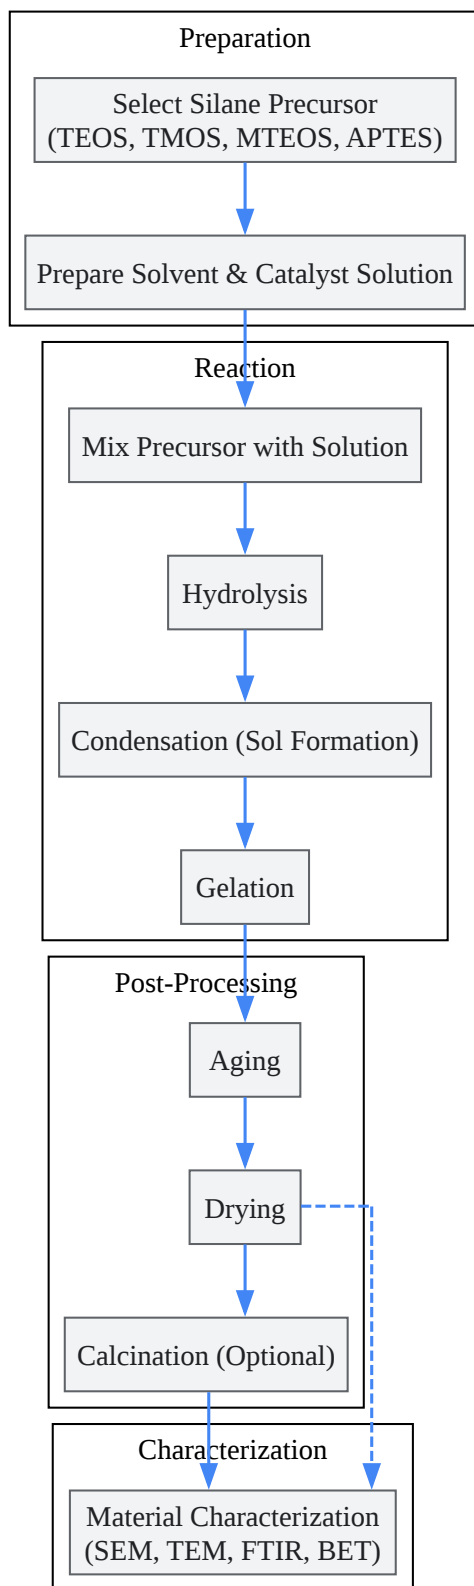 Preparation
Select Silane Precursor
(TEOS, TMOS, MTEOS, APTES)
Prepare Solvent & Catalyst Solution
Reaction
Mix Precursor with Solution
Hydrolysis
Condensation (Sol Formation)
Gelation
Post-Processing
Aging
Drying
Calcination (Optional)
Characterization
Material Characterization
(SEM, TEM, FTIR, BET)